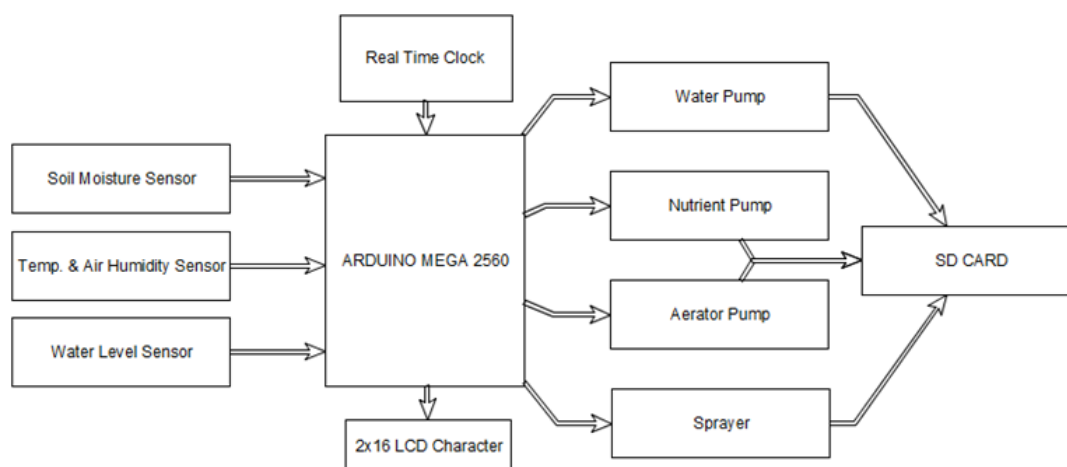 Real Time Clock
Water Pump
Soil Moisture Sensor
Nutrient Pump
Temp. & Air Humidity Sensor
ARDUINO MEGA 2560
SD CARD
Aerator Pump
Water Level Sensor
2x16 LCD Character
Sprayer